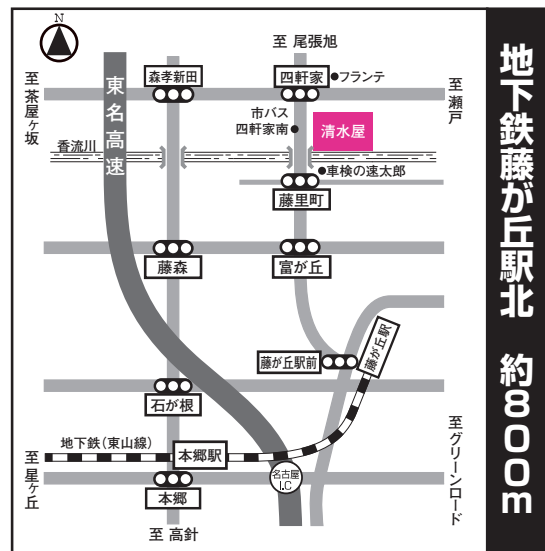 N
至 尾張旭
森孝新田
四軒家
●フランテ
至 茶屋ヶ坂
東名高速
至 瀬戸
市バス
四軒家南
清水屋
香流川
●車検の速太郎
藤里町
藤森
富が丘
藤が丘駅前
藤が丘駅
石が根
地下鉄(東山線)
本郷駅
名古屋
I.C
至 星ヶ丘
本郷
至 グリーンロード
至 高針
地下鉄藤が丘駅北 約800m